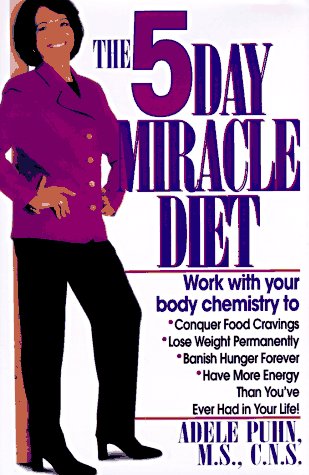 THE 5 DAY
MIRACLE
DIET
Work with your
body chemistry to
•Conquer Food Cravings
•Lose Weight Permanently
•Banish Hunger Forever
•Have More Energy
Than You've
Ever Had in Your Life!
ADELE PUHN,
M.S., C.N.S.